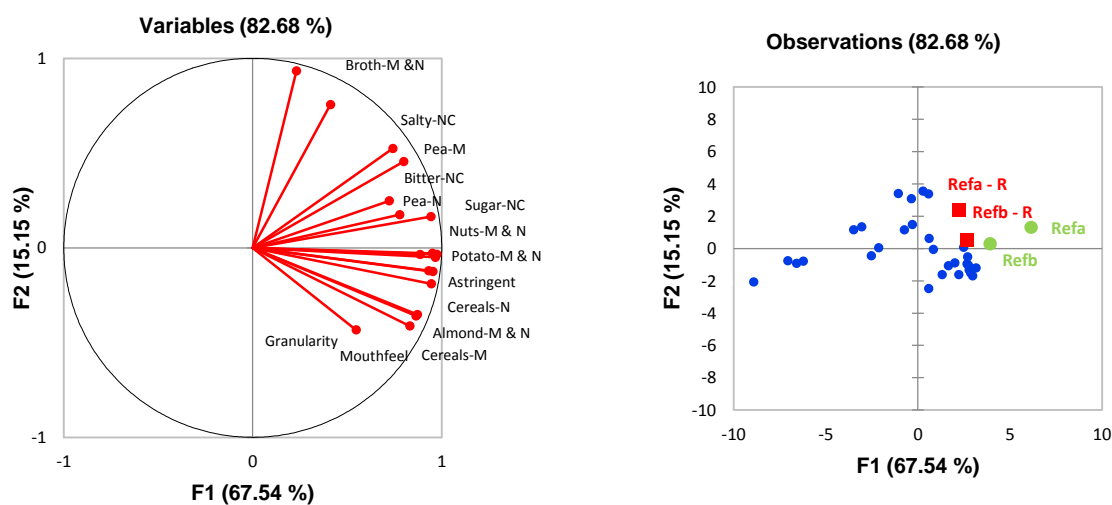 Variables (82.68 %)
Broth-M &N
Salty-NC
Pea-M
Bitter-NC
Pea-N
Sugar-NC
Nuts-M & N
Potato-M & N
Astringent
Cereals-N
Almond-M & N
Granularity
Mouthfeel
Cereals-M
1
0
-1
-1
0
1
F2 (15.15 %)
F1 (67.54 %)
Observations (82.68 %)
10
8
6
4
2
0
-2
-4
-6
-8
-10
-10
-5
0
5
10
Refa - R
Refb - R
Refa
Refb
F2 (15.15 %)
F1 (67.54 %)